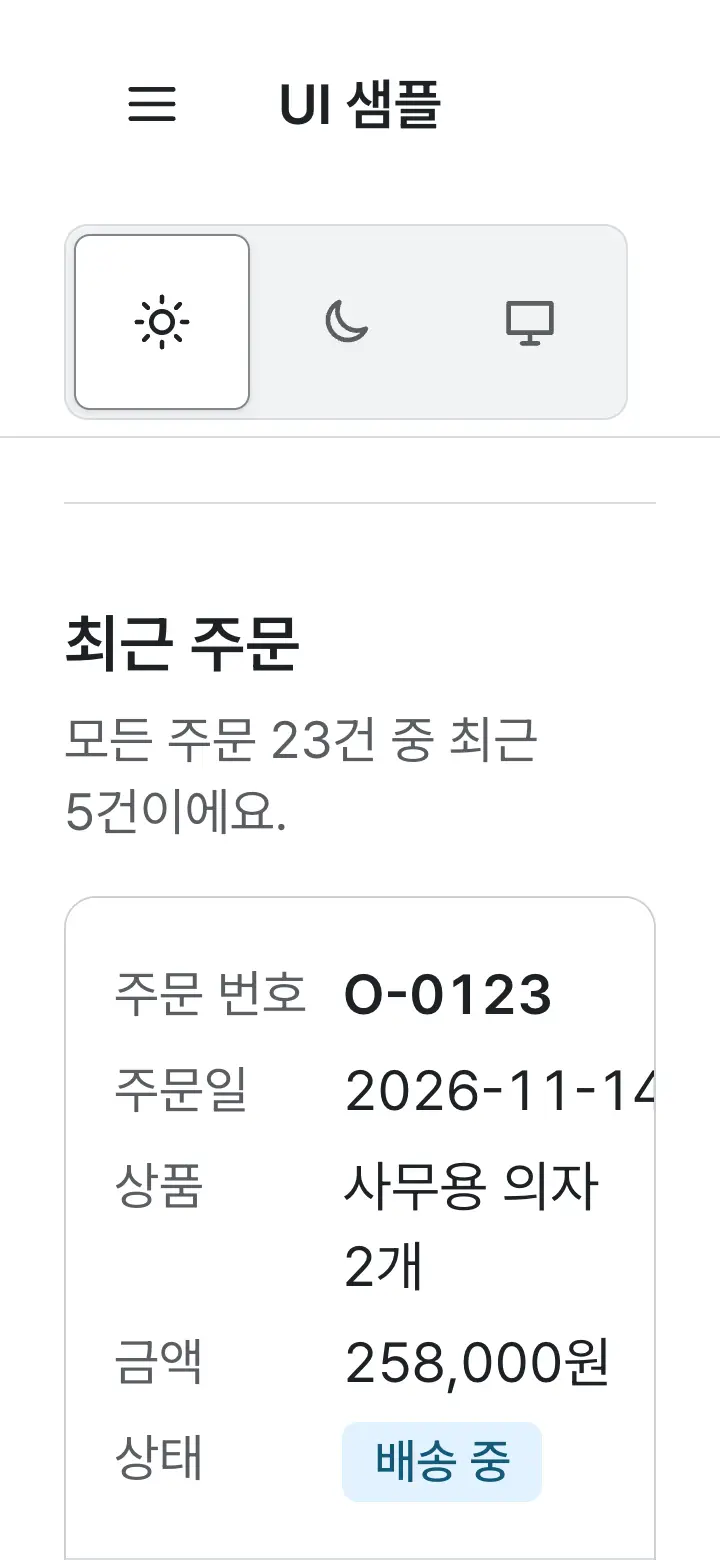 UI 샘플
최근 주문
모든 주문 23건 중 최근
5건이에요.
주문 번호 O-0123
주문일 2026-11-14
상품 사무용 의자
2개
금액 258,000원
상태 배송 중